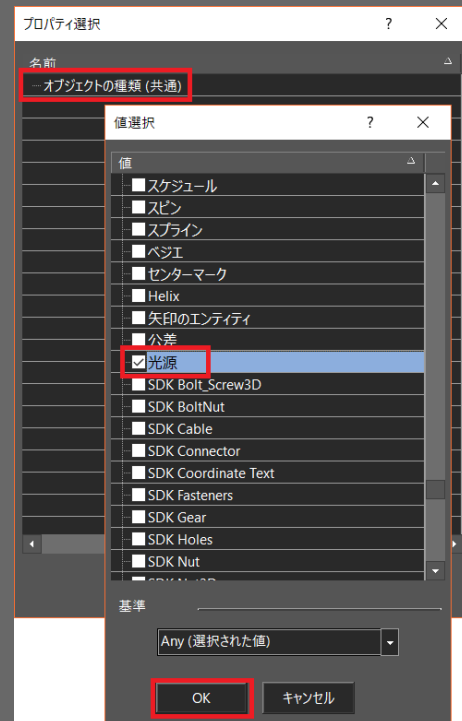 プロパティ選択 ? ×
名前
オブジェクトの種類 (共通)
値選択 ? ×
値
スケジュール
スピン
スプライン
ベジエ
センターマーク
Helix
矢印のエンティティ
公差
光源
SDK Bolt_Screw3D
SDK BoltNut
SDK Cable
SDK Connector
SDK Coordinate Text
SDK Fasteners
SDK Gear
SDK Holes
SDK Nut
基準
Any (選択された値)
OK キャンセル